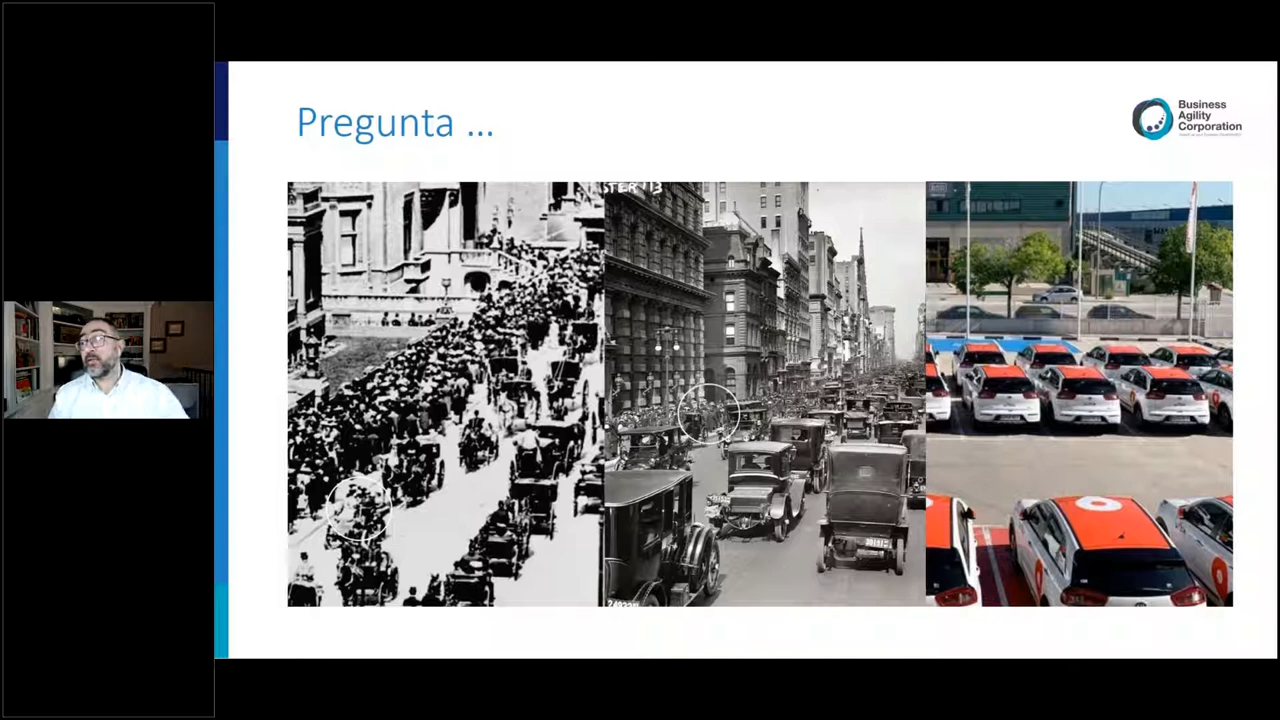 Pregunta ...
Business
Agility
Corporation
STER 13